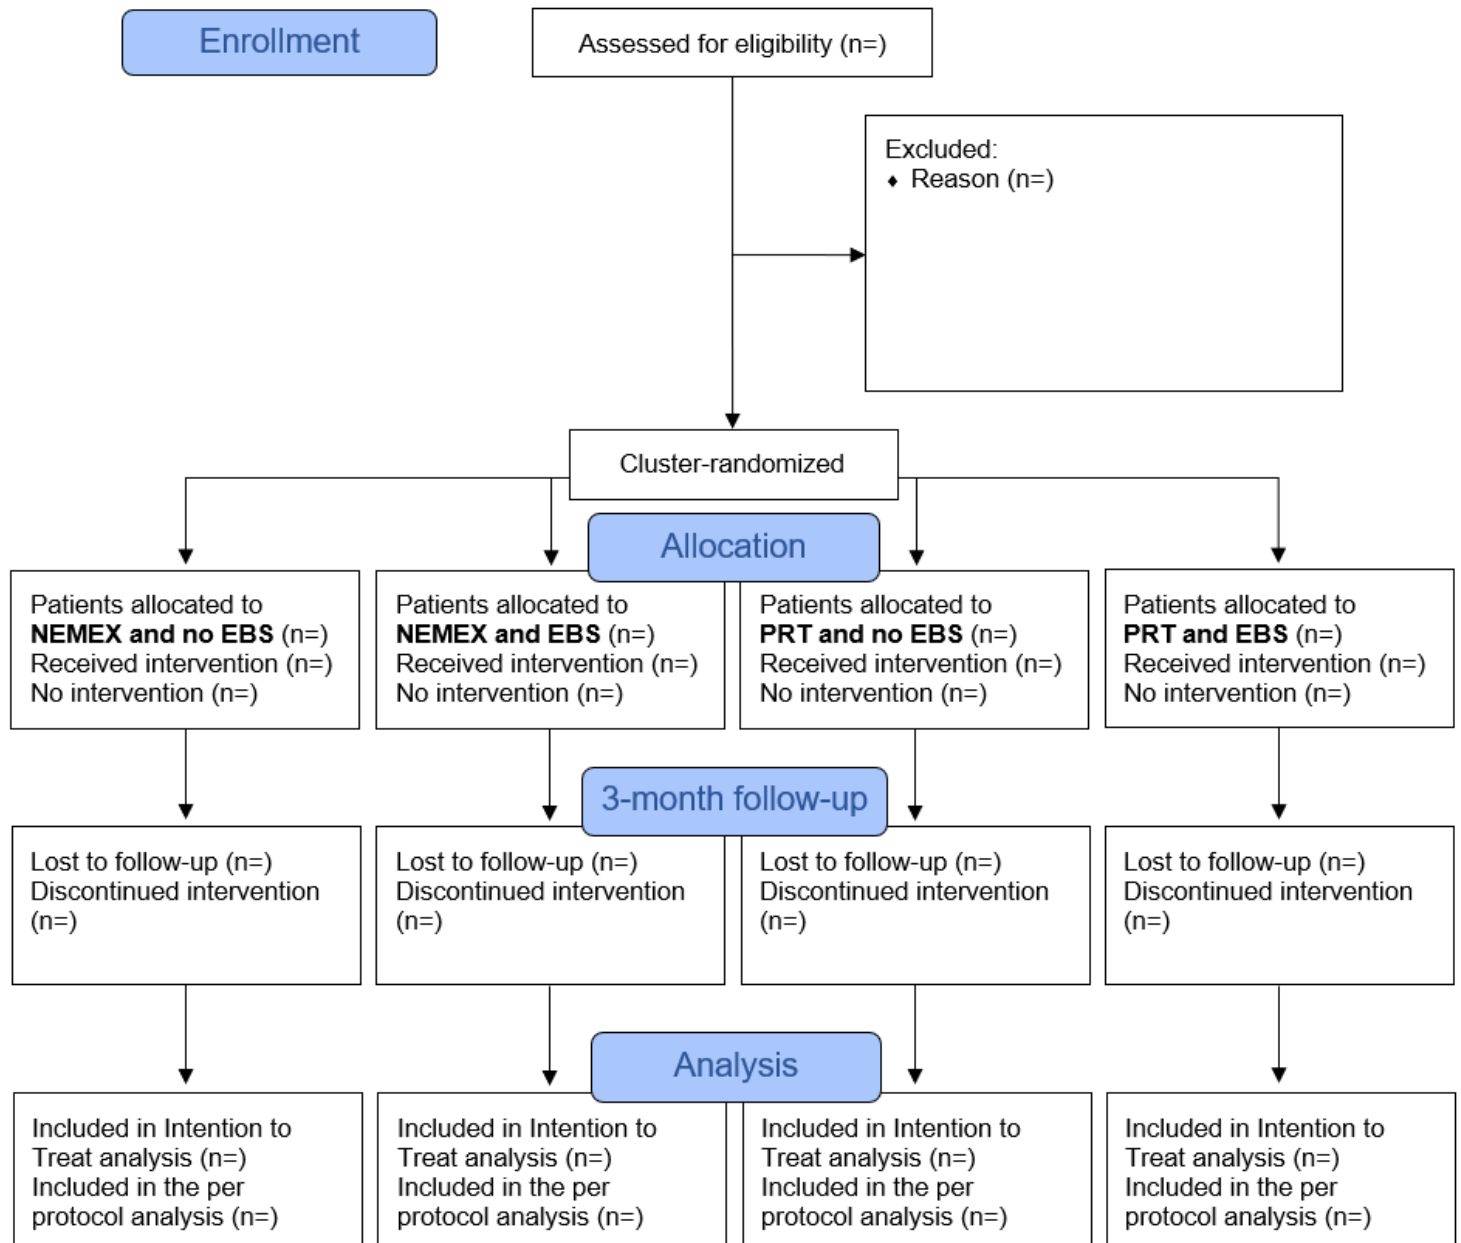 Enrollment
Assessed for eligibility (n=)
Excluded:
♦ Reason (n=)
Cluster-randomized
Allocation
Patients allocated to
NEMEX and no EBS (n=)
Received intervention (n=)
No intervention (n=)
Patients allocated to
NEMEX and EBS (n=)
Received intervention (n=)
No intervention (n=)
Patients allocated to
PRT and no EBS (n=)
Received intervention (n=)
No intervention (n=)
Patients allocated to
PRT and EBS (n=)
Received intervention (n=)
No intervention (n=)
3-month follow-up
Lost to follow-up (n=)
Discontinued intervention
(n=)
Lost to follow-up (n=)
Discontinued intervention
(n=)
Lost to follow-up (n=)
Discontinued intervention
(n=)
Lost to follow-up (n=)
Discontinued intervention
(n=)
Analysis
Included in Intention to
Treat analysis (n=)
Included in the per
protocol analysis (n=)
Included in Intention to
Treat analysis (n=)
Included in the per
protocol analysis (n=)
Included in Intention to
Treat analysis (n=)
Included in the per
protocol analysis (n=)
Included in Intention to
Treat analysis (n=)
Included in the per
protocol analysis (n=)